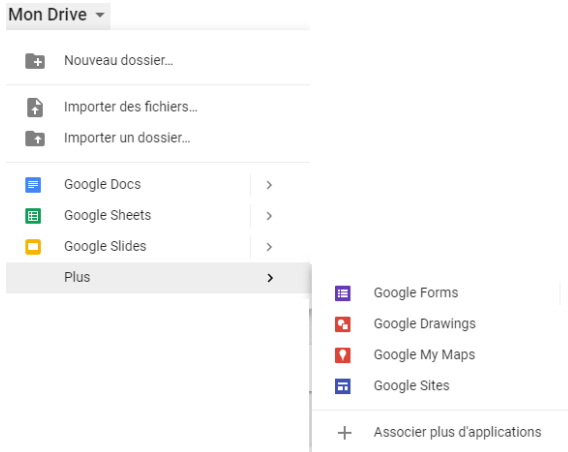 Mon Drive
Nouveau dossier...
Importer des fichiers...
Importer un dossier...
Google Docs
Google Sheets
Google Slides
Plus
Google Forms
Google Drawings
Google My Maps
Google Sites
Associer plus d'applications